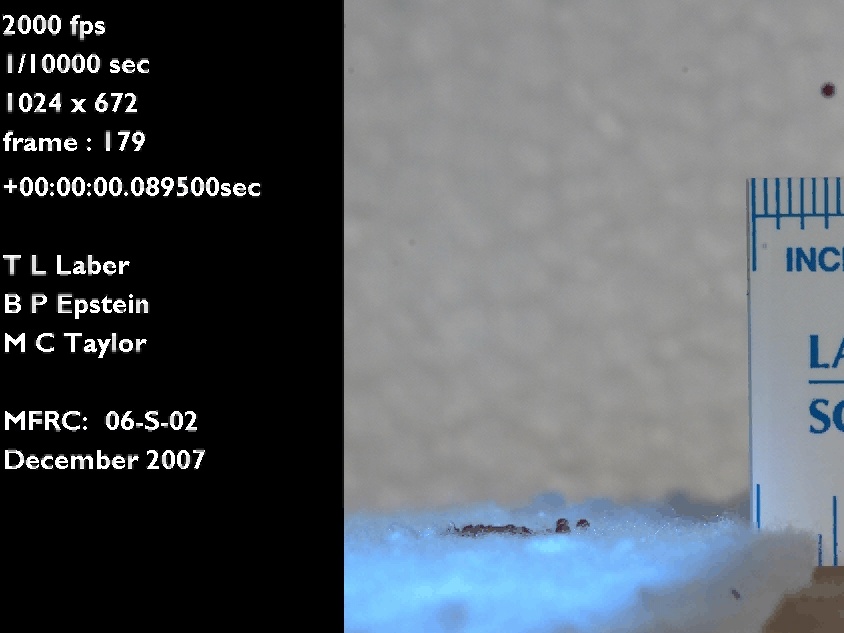 2000 fps
1/10000 sec
1024 x 672
frame : 179
+00:00:00.089500sec
T L Laber
B P Epstein
M C Taylor
MFRC: 06-S-02
December 2007
INC
LA
SC